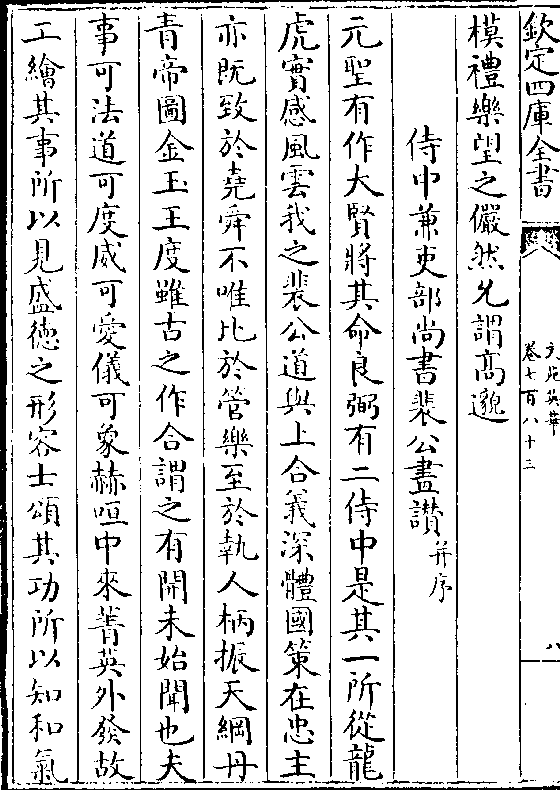 欽定四庫全書
文苑英華
卷七百八十三
八
模禮樂望之儼然允謂高邈
侍中兼吏部尚書裴公畫讃 并序
元聖有作大賢將其命良弼有二侍中是其一所從龍
虎實感風雲我之裴公道與上合義深體國策在忠主
亦既致於堯舜不唯比於管樂至於執人柄振天綱丹
青帝圖金玉王度雖古之作合謂之有開未始聞也夫
事可法道可度威可愛儀可象赫咺中來菁英外發故
工繪其事所以見盛德之形容士頌其功所以知和氣